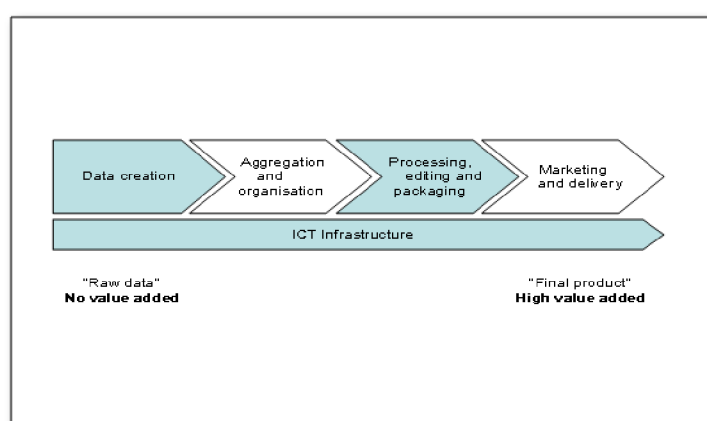 Data creation
Aggregation
and
organisation
Processing,
editing and
packaging
Marketing
and delivery
ICT Infrastructure
"Raw data"
No value added
"Final product"
High value added